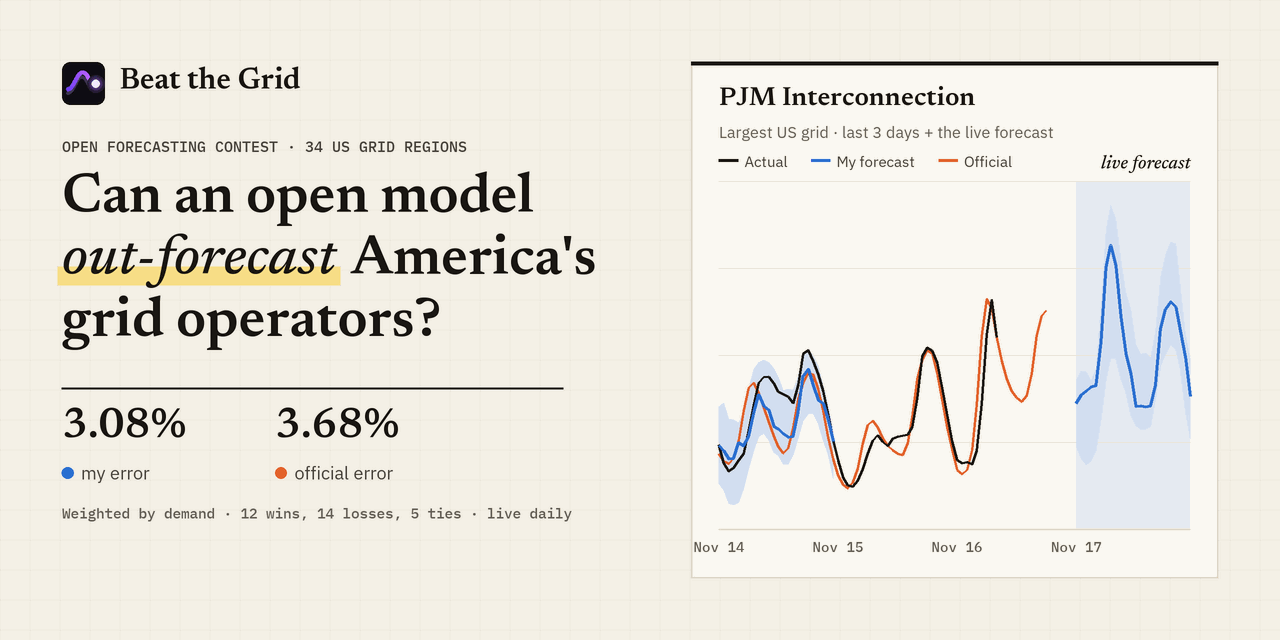 Beat the Grid
OPEN FORECASTING CONTEST · 34 US GRID REGIONS
Can an open model
out-forecast America's
grid operators?
3.08%
3.68%
my error
official error
Weighted by demand · 12 wins, 14 losses, 5 ties · live daily
PJM Interconnection
Largest US grid · last 3 days + the live forecast
Actual
My forecast
Official
live forecast
Nov 14
Nov 15
Nov 16
Nov 17